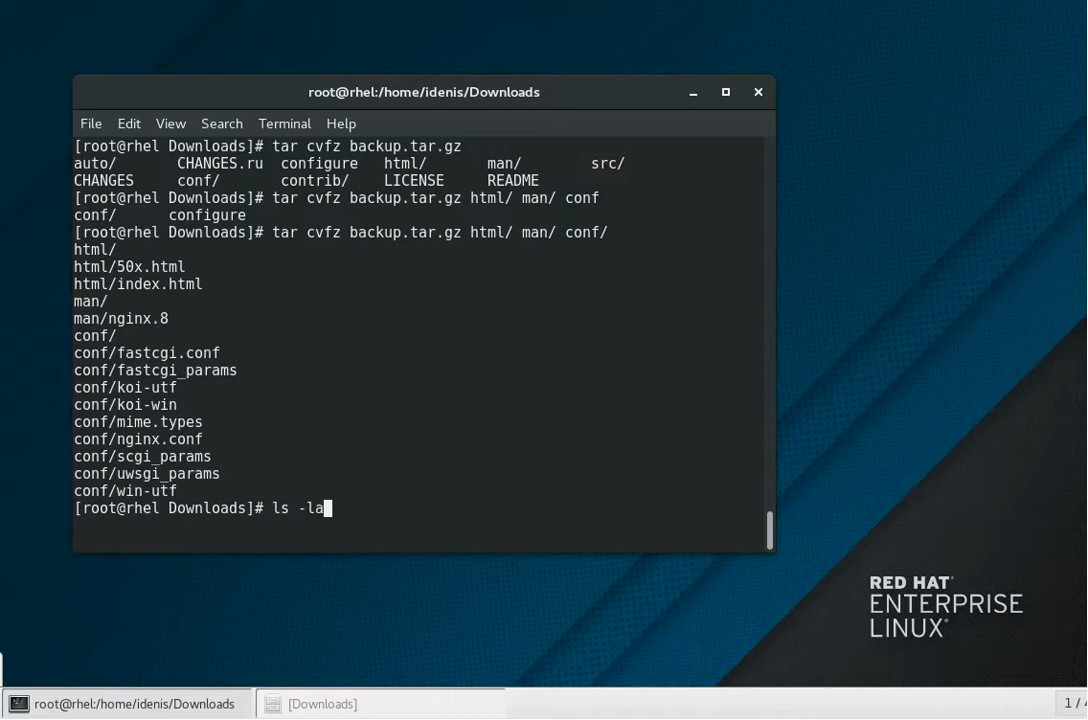 root@rhel:/home/idenis/Downloads
File Edit View Search Terminal Help
[root@rhel Downloads]# tar cvfz backup.tar.gz
auto/       CHANGES.ru  configure   html/       man/        src/
CHANGES     conf/       contrib/    LICENSE     README
[root@rhel Downloads]# tar cvfz backup.tar.gz html/ man/ conf
conf/      configure
[root@rhel Downloads]# tar cvfz backup.tar.gz html/ man/ conf/
html/
html/50x.html
html/index.html
man/
man/nginx.8
conf/
conf/fastcgi.conf
conf/fastcgi_params
conf/koi-utf
conf/koi-win
conf/mime.types
conf/nginx.conf
conf/scgi_params
conf/uwsgi_params
conf/win-utf
[root@rhel Downloads]# ls -la
RED HAT
ENTERPRISE
LINUX
root@rhel:/home/idenis/Downloads
[Downloads]
1 /